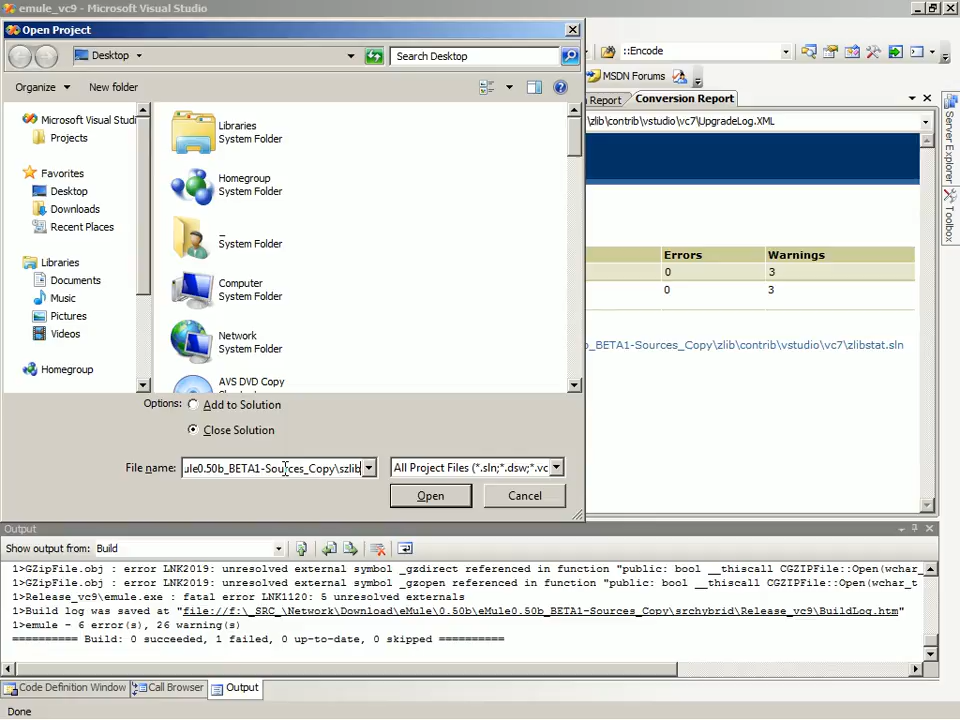 emule_vc9 - Microsoft Visual Studio
Open Project
Desktop
Search Desktop
::Encode
Organize
New folder
MSDN Forums
Report
Conversion Report
Microsoft Visual Studi
Projects
Favorites
Desktop
Downloads
Recent Places
Libraries
Documents
Music
Pictures
Videos
Homegroup
Libraries
System Folder
Homegroup
System Folder
_
System Folder
Computer
System Folder
Network
System Folder
AVS DVD Copy
zlib\contrib\vstudio\vc7\UpgradeLog.XML
Errors Warnings
0 3
0 3
b_BETA1-Sources_Copy\zlib\contrib\vstudio\vc7\zlibstat.sln
Server Explorer
Toolbox
Options:
Add to Solution
Close Solution
File name:
ule0.50b_BETA1-Sources_Copy\szlib
All Project Files (*.sln;*.dsw;*.vc
Open
Cancel
Output
Show output from:
Build
1>GZipFile.obj : error LNK2019: unresolved external symbol _gzdirect referenced in function "public: bool __thiscall CGZIPFile::Open(wchar_
1>GZipFile.obj : error LNK2019: unresolved external symbol _gzopen referenced in function "public: bool __thiscall CGZIPFile::Open(wchar_t
1>Release_vc9\emule.exe : fatal error LNK1120: 5 unresolved externals
1>Build log was saved at "file://f:\_SRC_\Network\Download\eMule\0.50b\eMule0.50b_BETA1-Sources_Copy\srchybrid\Release_vc9\BuildLog.htm"
1>emule - 6 error(s), 26 warning(s)
========== Build: 0 succeeded, 1 failed, 0 up-to-date, 0 skipped ==========
Code Definition Window
Call Browser
Output
Done